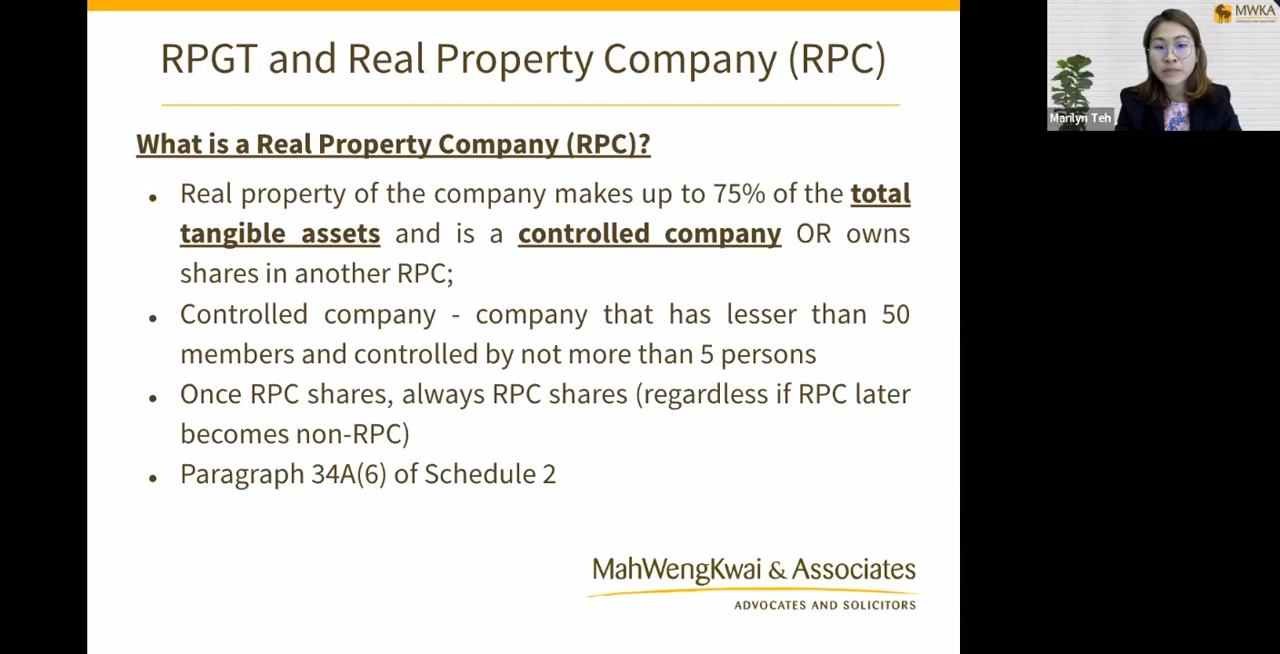 RPGT and Real Property Company (RPC)
What is a Real Property Company (RPC)?
• Real property of the company makes up to 75% of the total
tangible assets and is a controlled company OR owns
shares in another RPC;
• Controlled company - company that has lesser than 50
members and controlled by not more than 5 persons
• Once RPC shares, always RPC shares (regardless if RPC later
becomes non-RPC)
• Paragraph 34A(6) of Schedule 2
MahWengKwai & Associates
ADVOCATES AND SOLICITORS
MWKA
Marilyn Teh